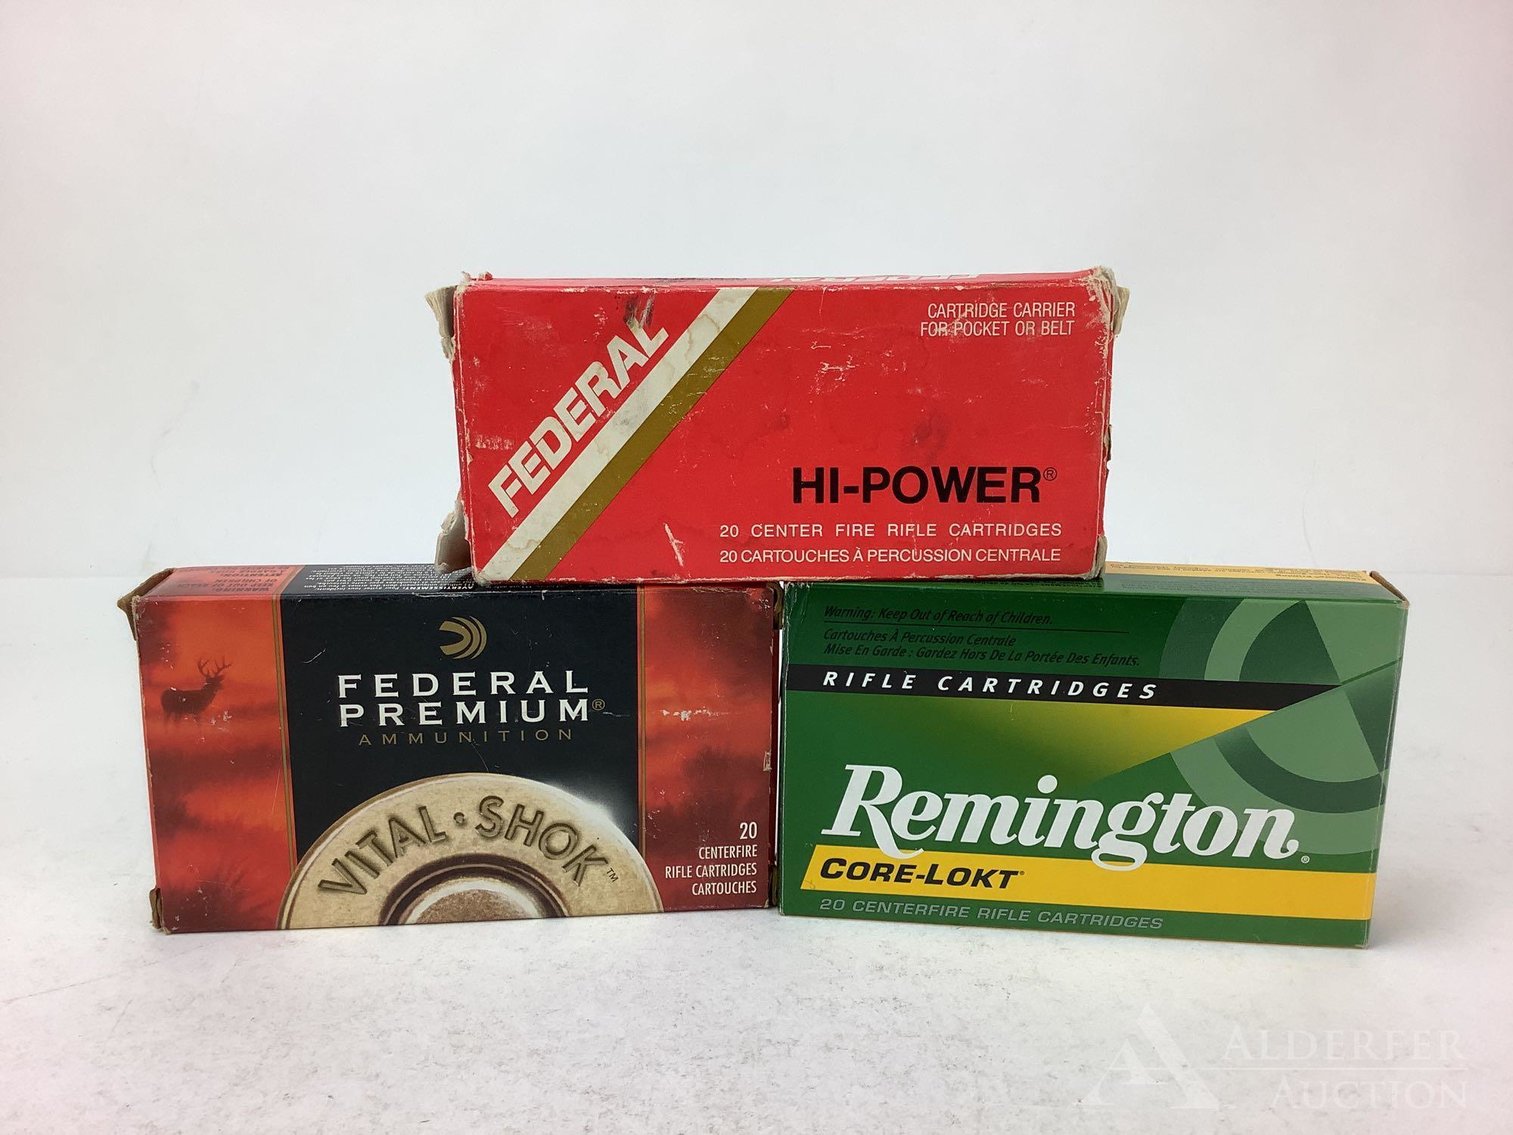 FEDERAL
CARTRIDGE CARRIER
FOR POCKET OR BELT
HI-POWER®
20 CENTER FIRE RIFLE CARTRIDGES
20 CARTOUCHES À PERCUSSION CENTRALE
FEDERAL
PREMIUM®
AMMUNITION
VITAL•SHOK™
20
CENTERFIRE
RIFLE CARTRIDGES
CARTOUCHES
Warning: Keep Out of Reach of Children.
Cartouches À Percussion Centrale
Mise En Garde : Gardez Hors De La Portée Des Enfants.
RIFLE CARTRIDGES
Remington®
CORE-LOKT®
20 CENTERFIRE RIFLE CARTRIDGES
ALDERFER
AUCTION